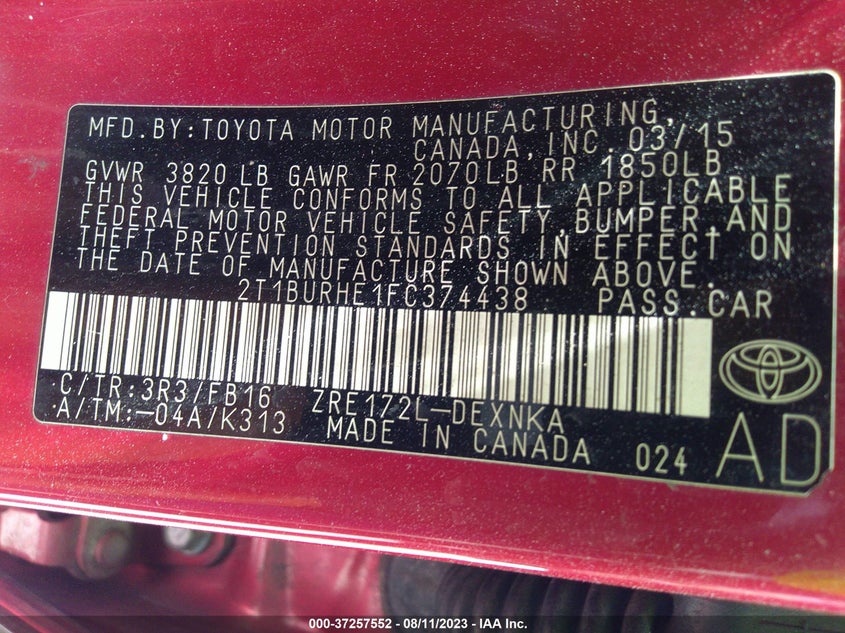 MFD.BY:TOYOTA MOTOR MANUFACTURING,
CANADA,INC. 03/15
GVWR 3820 LB GAWR FR 2070LB RR 1850LB
THIS VEHICLE CONFORMS TO ALL APPLICABLE
FEDERAL MOTOR VEHICLE SAFETY,BUMPER,AND
THEFT PREVENTION STANDARDS IN EFFECT ON
THE DATE OF MANUFACTURE SHOWN ABOVE.
2T1BURHE1FC374438 PASS.CAR
C/TR:3R3/FB16 ZRE172L-DEXNKA
A/TM:-04A/K313 MADE IN CANADA 024 AD
000-37257552 - 08/11/2023 - IAA Inc.